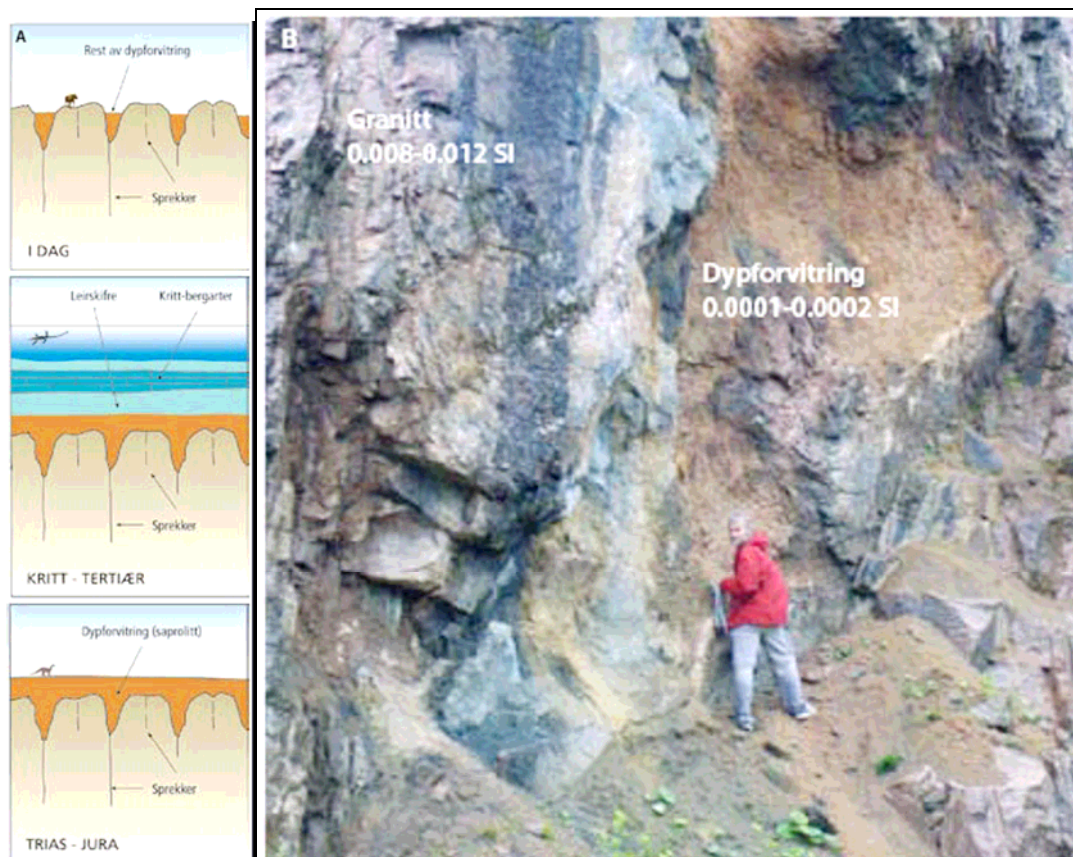 A
Rest av dypforvitring
Sprekker
I DAG
Leirskifre
Kritt-bergarter
Sprekker
KRITT - TERTIÆR
Dypforvitring (saprolitt)
Sprekker
TRIAS - JURA
B
Granitt
0.008-0.012 SI
Dypforvitring
0.0001-0.0002 SI